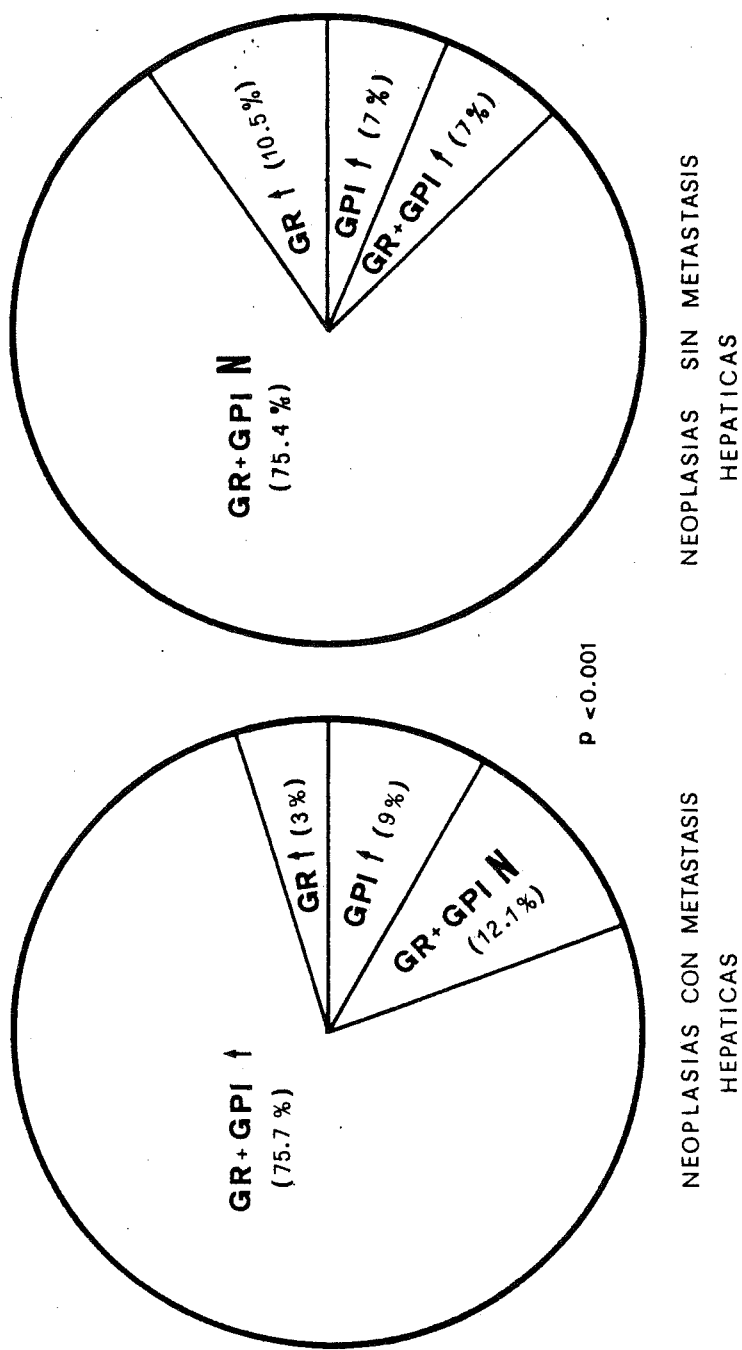 GR+GPI ↑
(75.7 %)
GR ↑ (3%)
GPI ↑ (9%)
GR+GPI N
(12.1%)
NEOPLASIAS CON METASTASIS
HEPATICAS
P <0.001
GR+GPI N
(75.4 %)
GR ↑ (10.5%)
GPI ↑ (7%)
GR+GPI ↑ (7%)
NEOPLASIAS SIN METASTASIS
HEPATICAS